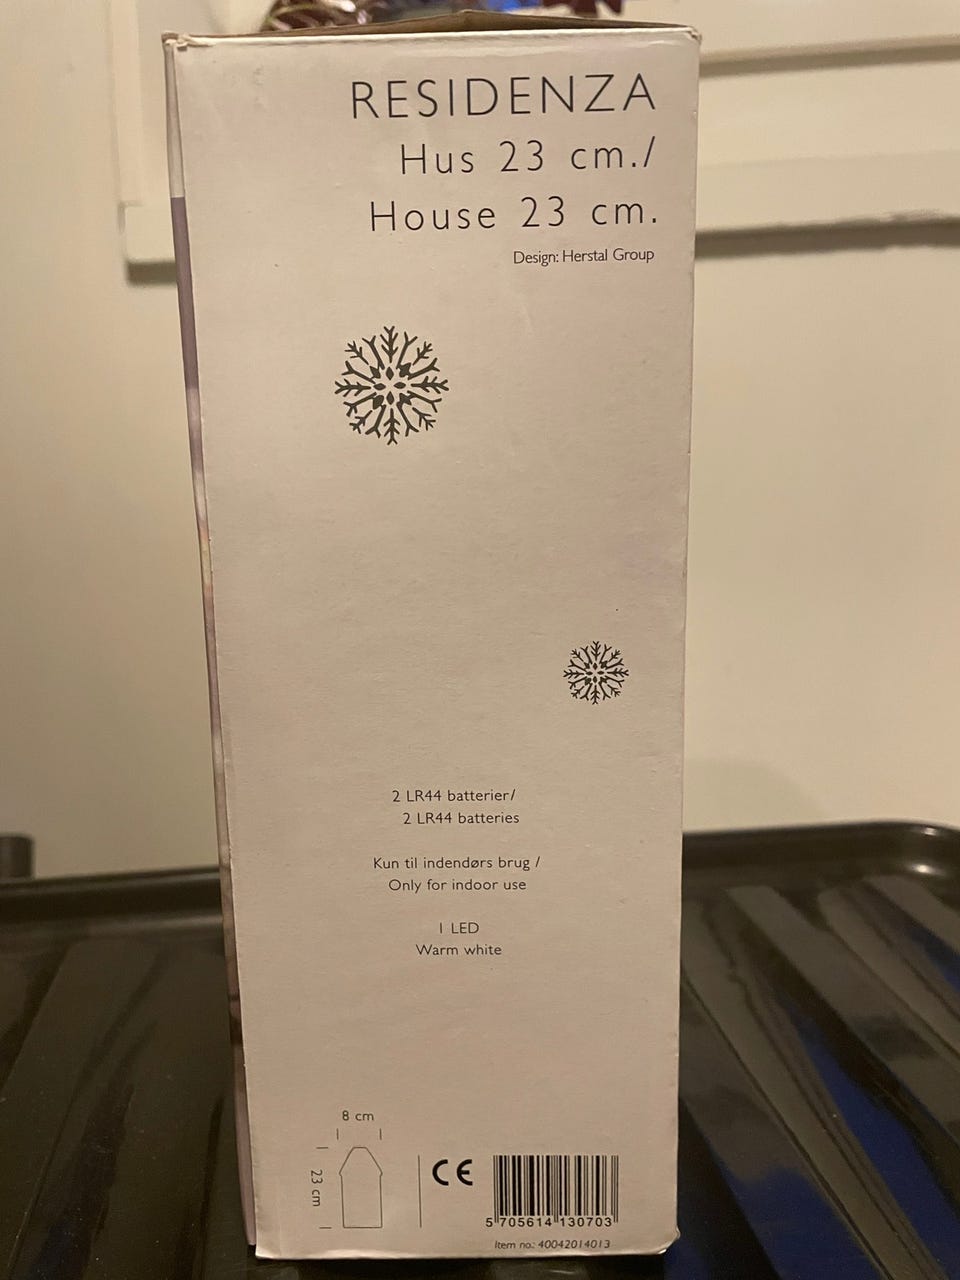 RESIDENZA
Hus 23 cm./
House 23 cm.
Design: Herstal Group
2 LR44 batterier/
2 LR44 batteries
Kun til indendørs brug /
Only for indoor use
1 LED
Warm white
8 cm
23 cm
CE
5 705614 130703
Item no.: 40042014013